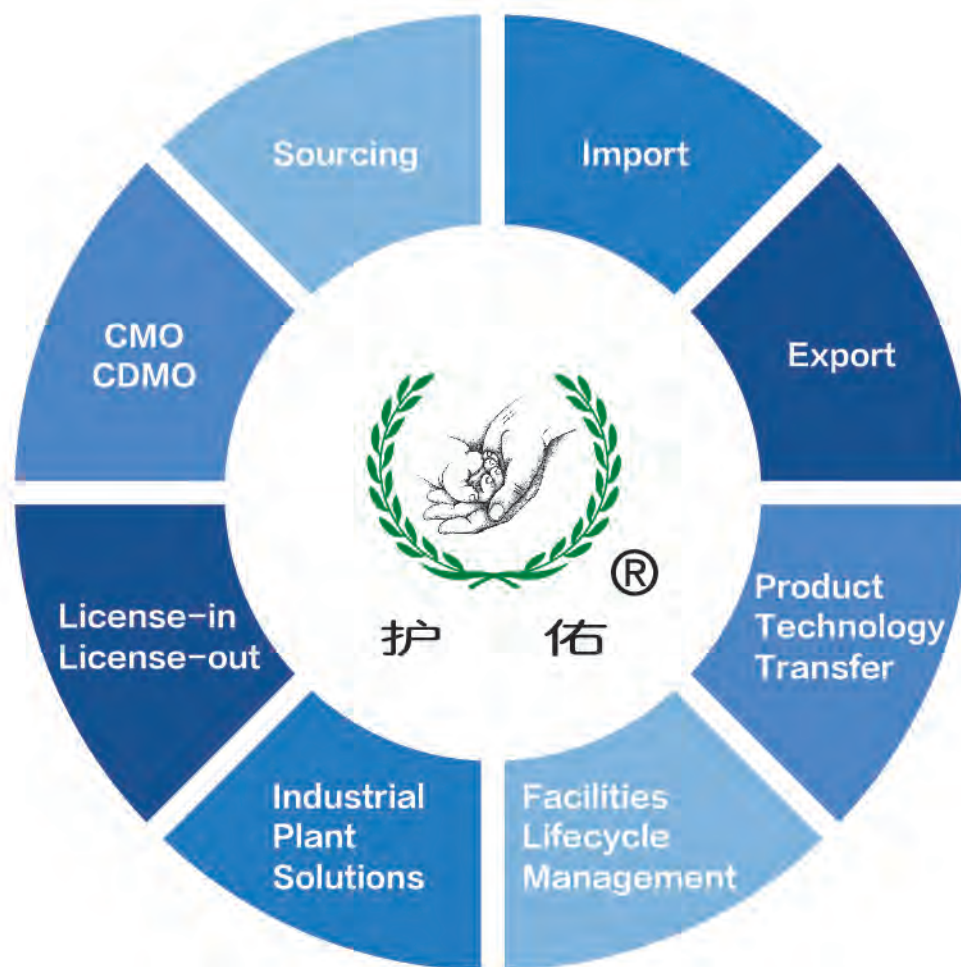 Sourcing
Import
Export
Product
Technology
Transfer
Facilities
Lifecycle
Management
Industrial
Plant
Solutions
License-in
License-out
CMO
CDMO
®
护 佑